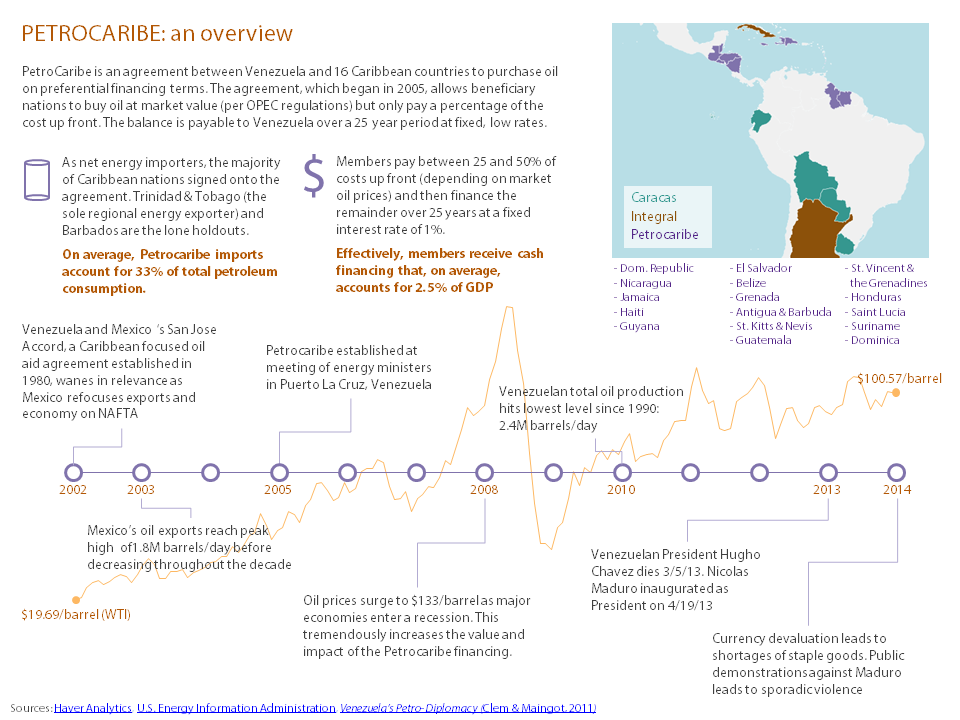 PETROCARIBE: an overview
PetroCaribe is an agreement between Venezuela and 16 Caribbean countries to purchase oil
on preferential financing terms. The agreement, which began in 2005, allows beneficiary
nations to buy oil at market value (per OPEC regulations) but only pay a percentage of the
cost up front. The balance is payable to Venezuela over a 25 year period at fixed, low rates.
As net energy importers, the majority
of Caribbean nations signed onto the
agreement. Trinidad & Tobago (the
sole regional energy exporter) and
Barbados are the lone holdouts.
On average, Petrocaribe imports
account for 33% of total petroleum
consumption.
$
Members pay between 25 and 50% of
costs up front (depending on market
oil prices) and then finance the
remainder over 25 years at a fixed
interest rate of 1%.
Effectively, members receive cash
financing that, on average,
accounts for 2.5% of GDP
Caracas
Integral
Petrocaribe
- Dom. Republic
- Nicaragua
- Jamaica
- Haiti
- Guyana
- El Salvador
- Belize
- Grenada
- Antigua & Barbuda
- St. Kitts & Nevis
- Guatemala
- St. Vincent &
the Grenadines
- Honduras
- Saint Lucia
- Suriname
- Dominica
Venezuela and Mexico 's San Jose
Accord, a Caribbean focused oil
aid agreement established in
1980, wanes in relevance as
Mexico refocuses exports and
economy on NAFTA
Petrocaribe established at
meeting of energy ministers
in Puerto La Cruz, Venezuela
Venezuelan total oil production
hits lowest level since 1990:
2.4M barrels/day
$100.57/barrel
2002
2003
2005
2008
2010
2013
2014
Mexico's oil exports reach peak
high of1.8M barrels/day before
decreasing throughout the decade
$19.69/barrel (WTI)
Oil prices surge to $133/barrel as major
economies enter a recession. This
tremendously increases the value and
impact of the Petrocaribe financing.
Venezuelan President Hugho
Chavez dies 3/5/13. Nicolas
Maduro inaugurated as
President on 4/19/13
Currency devaluation leads to
shortages of staple goods. Public
demonstrations against Maduro
leads to sporadic violence
Sources: Haver Analytics, U.S. Energy Information Administration, Venezuela's Petro-Diplomacy (Clem & Maingot, 2011)